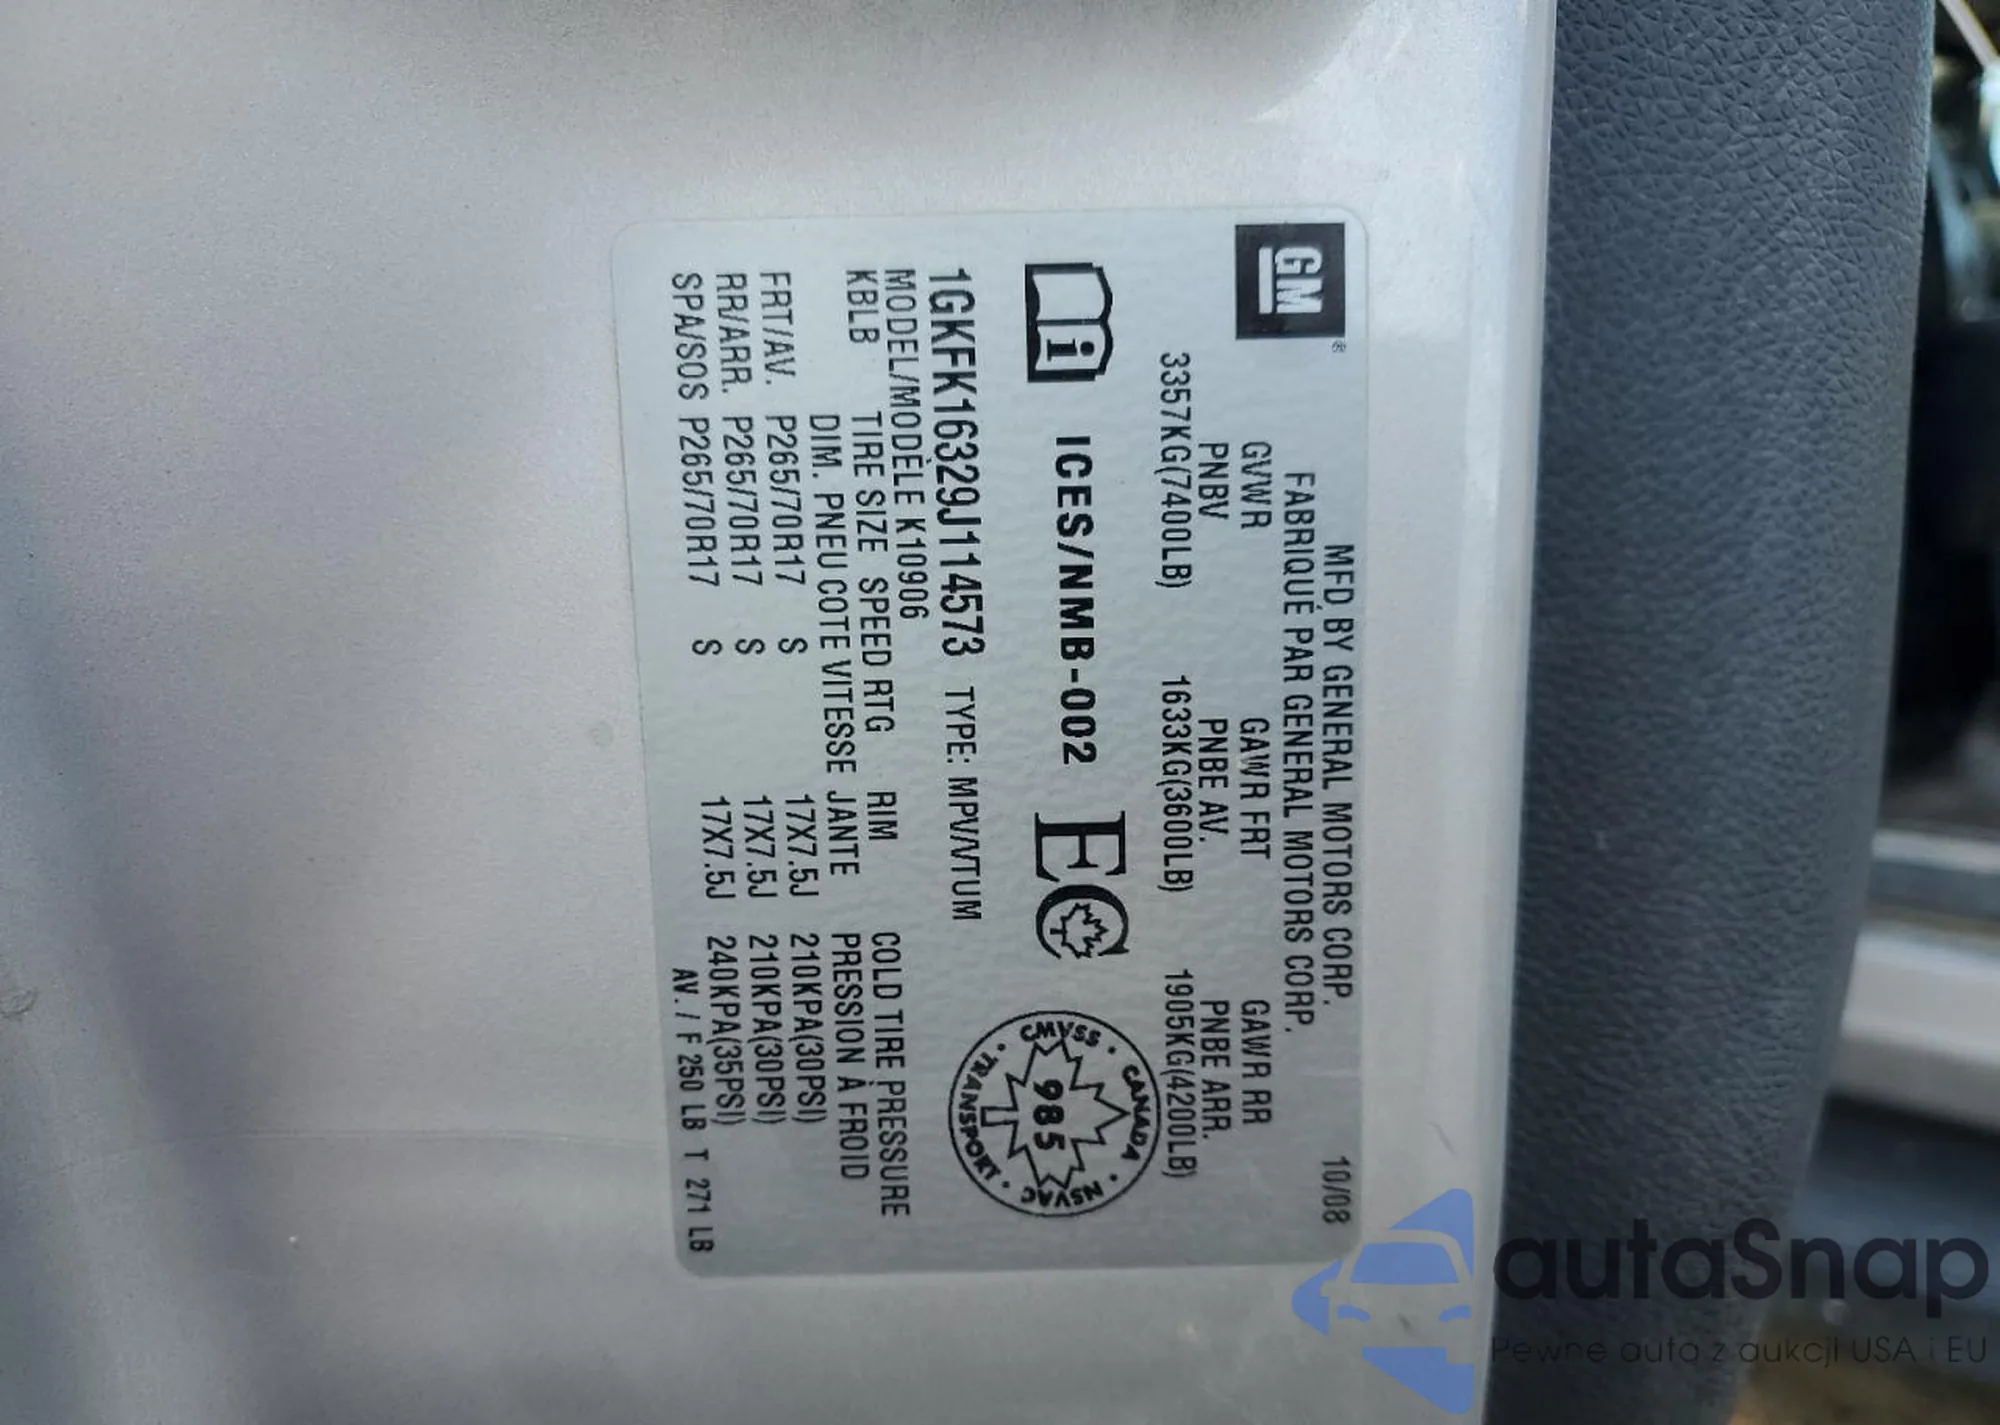 GM®
MFD BY GENERAL MOTORS CORP. 10/08
FABRIQUÉ PAR GENERAL MOTORS CORP.
GVWR GAWR FRT GAWR RR
PNBV PNBE AV. PNBE ARR.
3357KG(7400LB) 1633KG(3600LB) 1905KG(4200LB)
i ICES/NMB-002 EC
CMVSS · CANADA · NSVAC · TRANSPORT ·
985
1GKFK16329J114573 TYPE: MPV/VTUM
MODEL/MODÈLE K10906
KBLB TIRE SIZE SPEED RTG RIM COLD TIRE PRESSURE
DIM. PNEU COTE VITESSE JANTE PRESSION À FROID
FRT/AV. P265/70R17 S 17X7.5J 210KPA(30PSI)
RR/ARR. P265/70R17 S 17X7.5J 210KPA(30PSI)
SPA/SOS P265/70R17 S 17X7.5J 240KPA(35PSI)
AV. / F 250 LB T 271 LB
autaSnap
Pewne auta z aukcji USA i EU